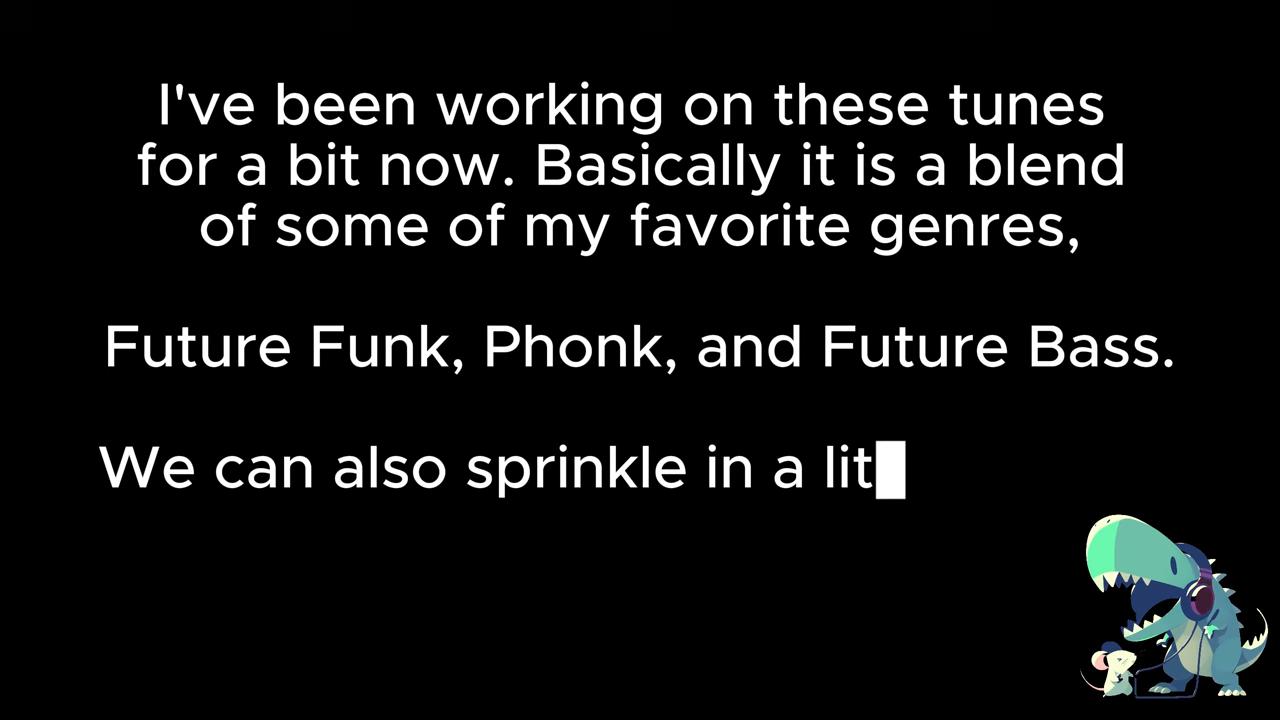 I've been working on these tunes
for a bit now. Basically it is a blend
of some of my favorite genres,
Future Funk, Phonk, and Future Bass.
We can also sprinkle in a lit